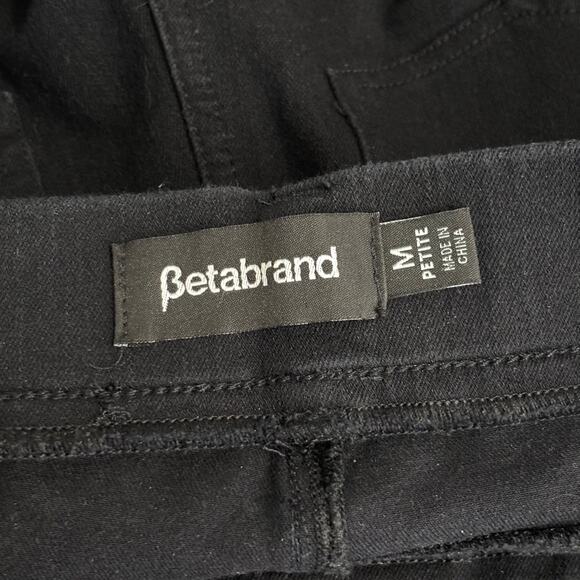 βetabrand
M
PETITE
MADE IN
CHINA